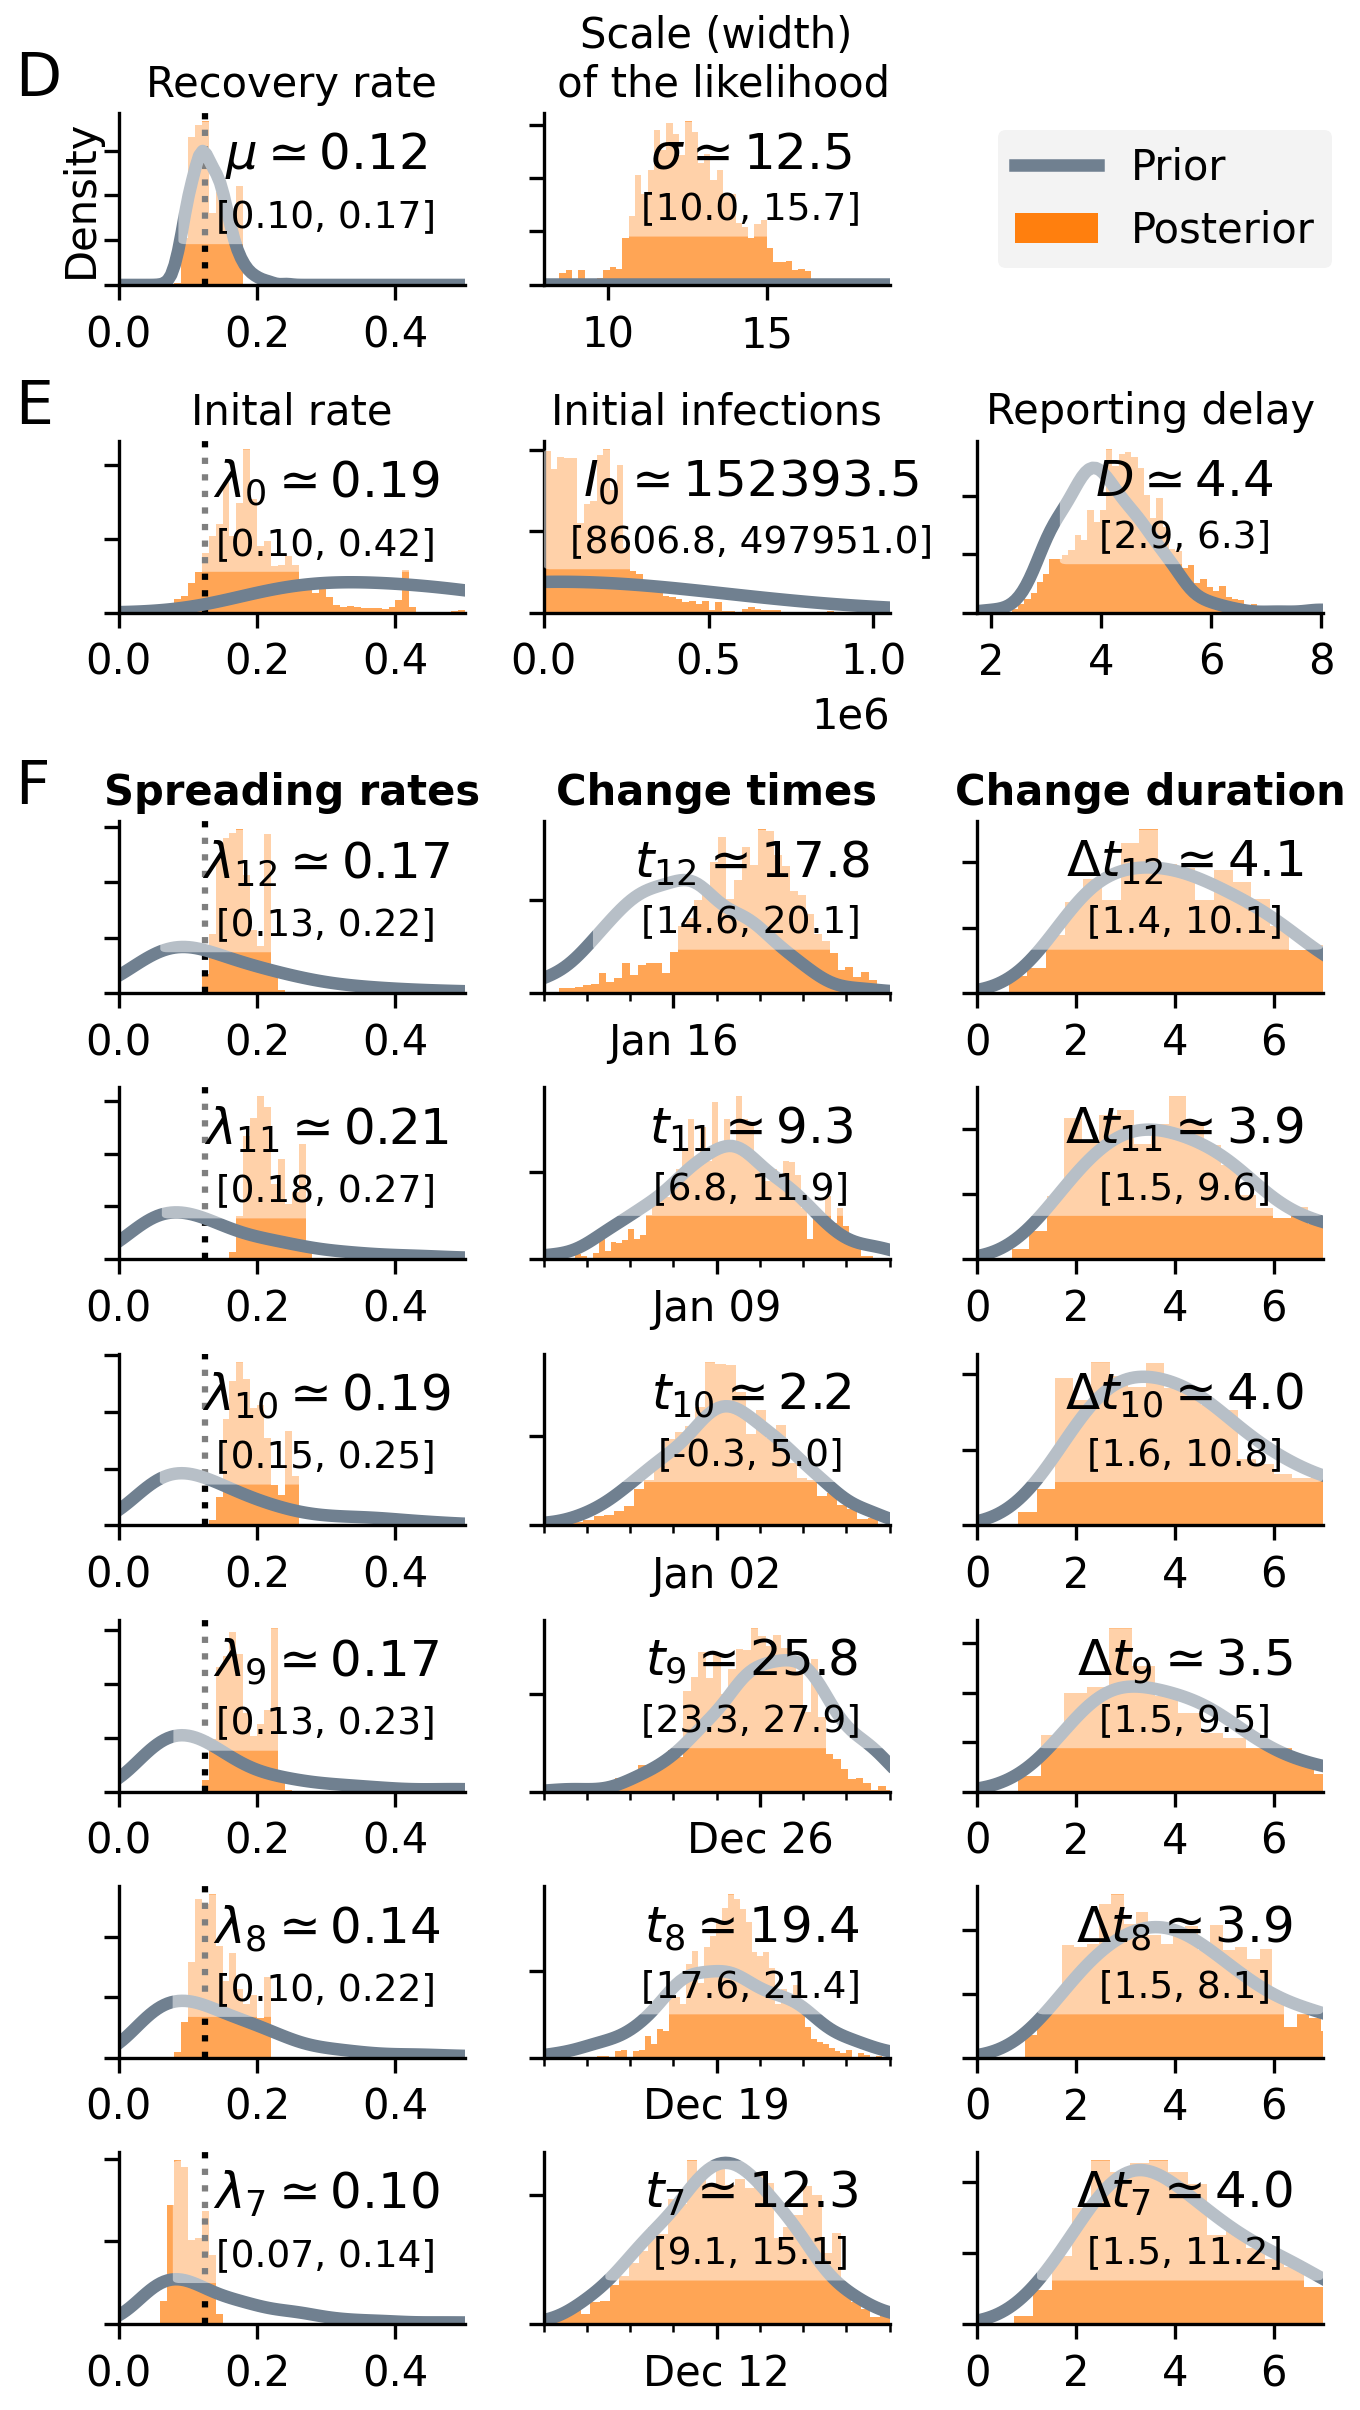 D
Recovery rate
Scale (width)
of the likelihood
Density
μ ≃ 0.12
[0.10, 0.17]
σ ≃ 12.5
[10.0, 15.7]
Prior
Posterior
0.0 0.2 0.4
10 15
E
Inital rate
Initial infections
Reporting delay
λ0 ≃ 0.19
[0.10, 0.42]
I0 ≃ 152393.5
[8606.8, 497951.0]
D ≃ 4.4
[2.9, 6.3]
0.0 0.2 0.4
0.0 0.5 1.0
1e6
2 4 6 8
F
Spreading rates
Change times
Change duration
λ12 ≃ 0.17
[0.13, 0.22]
t12 ≃ 17.8
[14.6, 20.1]
Δt12 ≃ 4.1
[1.4, 10.1]
0.0 0.2 0.4
Jan 16
0 2 4 6
λ11 ≃ 0.21
[0.18, 0.27]
t11 ≃ 9.3
[6.8, 11.9]
Δt11 ≃ 3.9
[1.5, 9.6]
0.0 0.2 0.4
Jan 09
0 2 4 6
λ10 ≃ 0.19
[0.15, 0.25]
t10 ≃ 2.2
[-0.3, 5.0]
Δt10 ≃ 4.0
[1.6, 10.8]
0.0 0.2 0.4
Jan 02
0 2 4 6
λ9 ≃ 0.17
[0.13, 0.23]
t9 ≃ 25.8
[23.3, 27.9]
Δt9 ≃ 3.5
[1.5, 9.5]
0.0 0.2 0.4
Dec 26
0 2 4 6
λ8 ≃ 0.14
[0.10, 0.22]
t8 ≃ 19.4
[17.6, 21.4]
Δt8 ≃ 3.9
[1.5, 8.1]
0.0 0.2 0.4
Dec 19
0 2 4 6
λ7 ≃ 0.10
[0.07, 0.14]
t7 ≃ 12.3
[9.1, 15.1]
Δt7 ≃ 4.0
[1.5, 11.2]
0.0 0.2 0.4
Dec 12
0 2 4 6